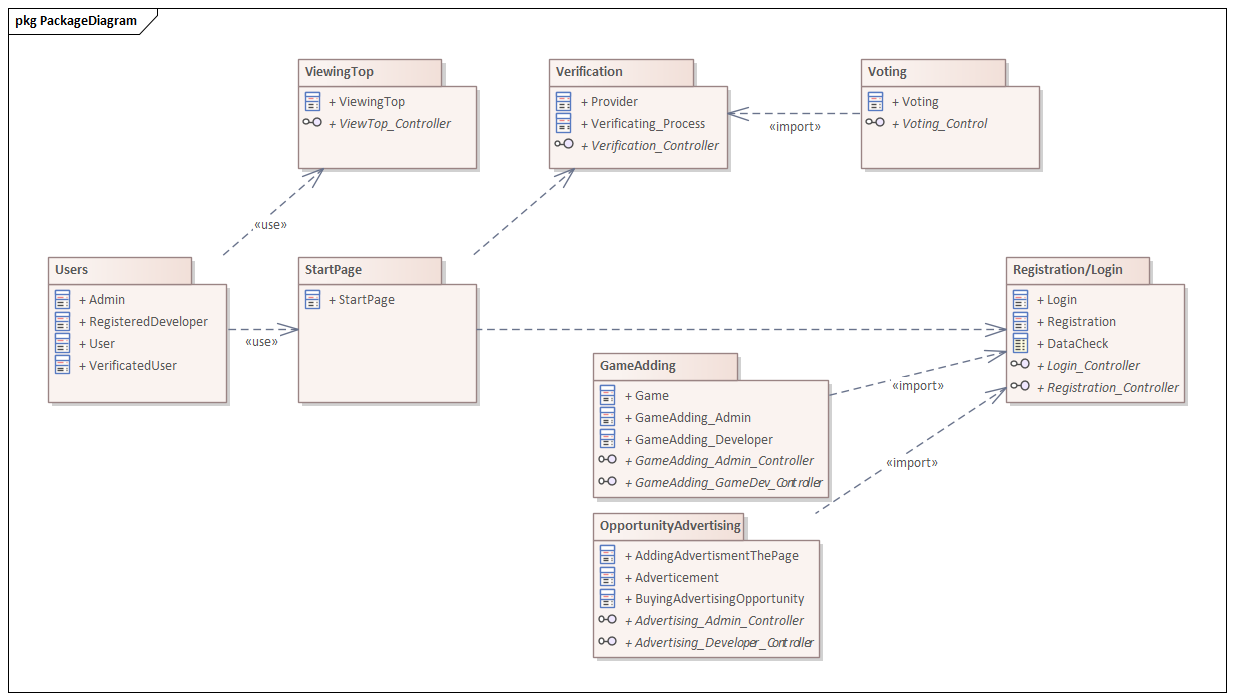 pkg PackageDiagram
ViewingTop
+ ViewingTop
+ ViewTop_Controller
Verification
+ Provider
+ Verificating_Process
+ Verification_Controller
Voting
+ Voting
+ Voting_Control
«import»
«use»
Users
+ Admin
+ RegisteredDeveloper
+ User
+ VerificatedUser
«use»
StartPage
+ StartPage
Registration/Login
+ Login
+ Registration
+ DataCheck
+ Login_Controller
+ Registration_Controller
GameAdding
+ Game
+ GameAdding_Admin
+ GameAdding_Developer
+ GameAdding_Admin_Controller
+ GameAdding_GameDev_Controller
«import»
«import»
OpportunityAdvertising
+ AddingAdvertismentThePage
+ Adverticement
+ BuyingAdvertisingOpportunity
+ Advertising_Admin_Controller
+ Advertising_Developer_Controller